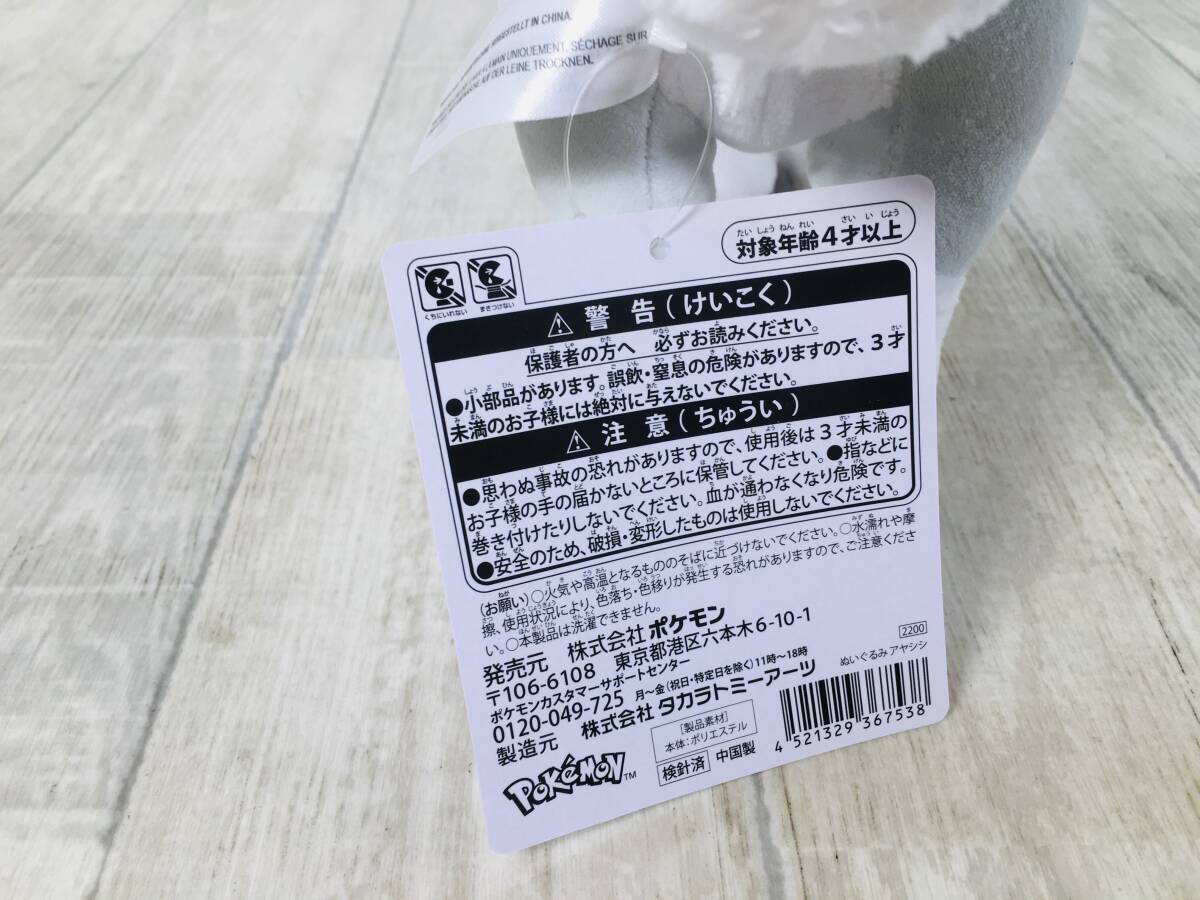 HERGESTELLT IN CHINA.
À LA MAIN UNIQUEMENT, SÉCHAGE SUR
AUF DER LEINE TROCKNEN.
対象年齢4才以上
くちにいれない まきつけない
警告(けいこく)
保護者の方へ 必ずお読みください。
●小部品があります。誤飲・窒息の危険がありますので、3才
未満のお子様には絶対に与えないでください。
注意(ちゅうい)
●思わぬ事故の恐れがありますので、使用後は3才未満の
お子様の手の届かないところに保管してください。●指などに
巻き付けたりしないでください。血が通わなくなり危険です。
●安全のため、破損・変形したものは使用しないでください。
(お願い)○火気や高温となるもののそばに近づけないでください。○水濡れや摩
擦、使用状況により、色落ち・色移りが発生する恐れがありますので、ご注意くださ
い。○本製品は洗濯できません。
発売元 株式会社ポケモン
〒106-6108 東京都港区六本木6-10-1
ポケモンカスタマーサポートセンター
0120-049-725 月〜金(祝日・特定日を除く)11時〜18時
製造元 株式会社タカラトミーアーツ
POKéMON™
[製品素材]
本体:ポリエステル
検針済 中国製
2200
ぬいぐるみ アヤシシ
4 521329 367538